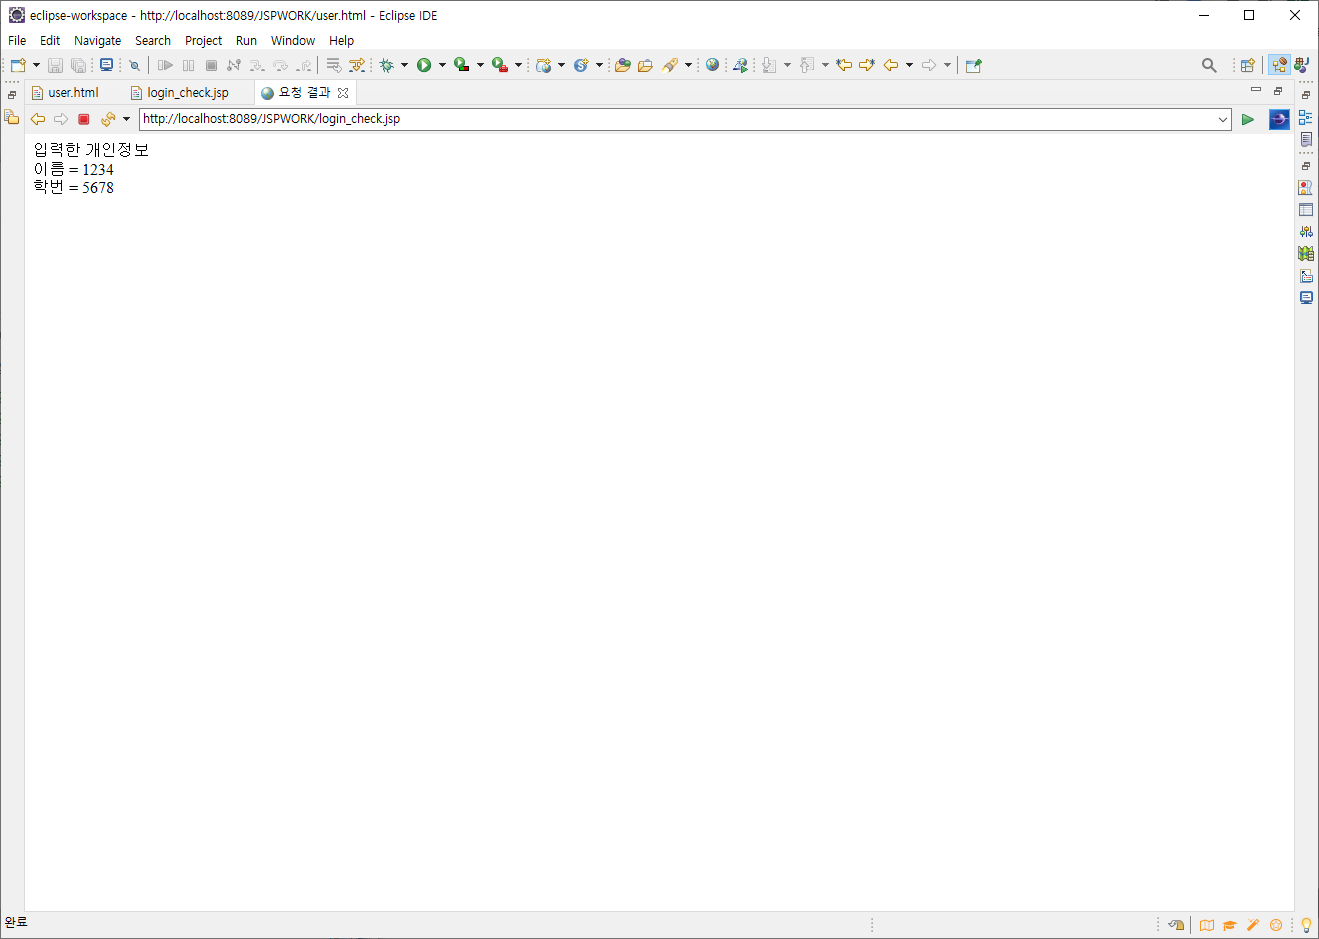 eclipse-workspace - http://localhost:8089/JSPWORK/user.html - Eclipse IDE
File Edit Navigate Search Project Run Window Help
user.html login_check.jsp 요청 결과
http://localhost:8089/JSPWORK/login_check.jsp
입력한 개인정보
이름 = 1234
학번 = 5678
완료